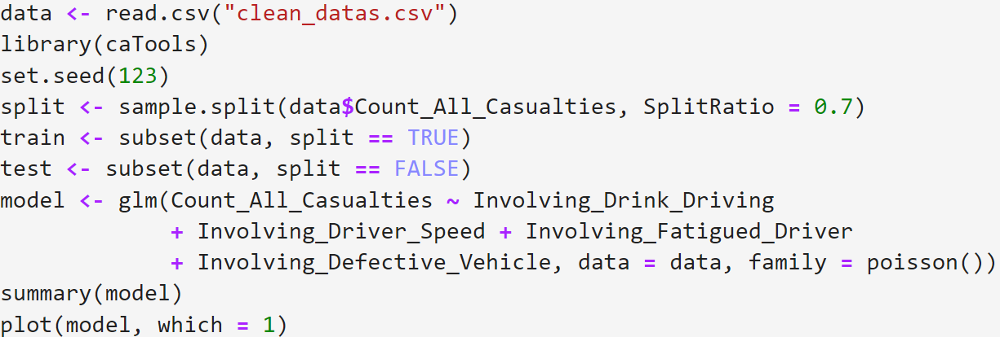 data <- read.csv("clean_datas.csv")
library(caTools)
set.seed(123)
split <- sample.split(data$Count_All_Casualties, SplitRatio = 0.7)
train <- subset(data, split == TRUE)
test <- subset(data, split == FALSE)
model <- glm(Count_All_Casualties ~ Involving_Drink_Driving
             + Involving_Driver_Speed + Involving_Fatigued_Driver
             + Involving_Defective_Vehicle, data = data, family = poisson())
summary(model)
plot(model, which = 1)